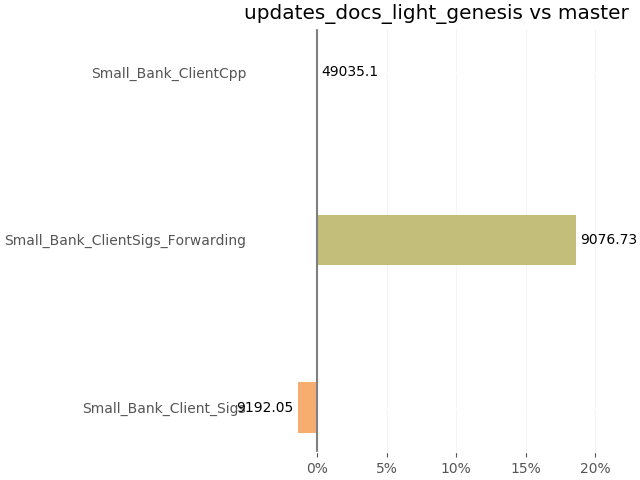 updates_docs_light_genesis vs master
Small_Bank_ClientCpp 49035.1
Small_Bank_ClientSigs_Forwarding 9076.73
Small_Bank_Client_Sigs 9192.05
0% 5% 10% 15% 20%